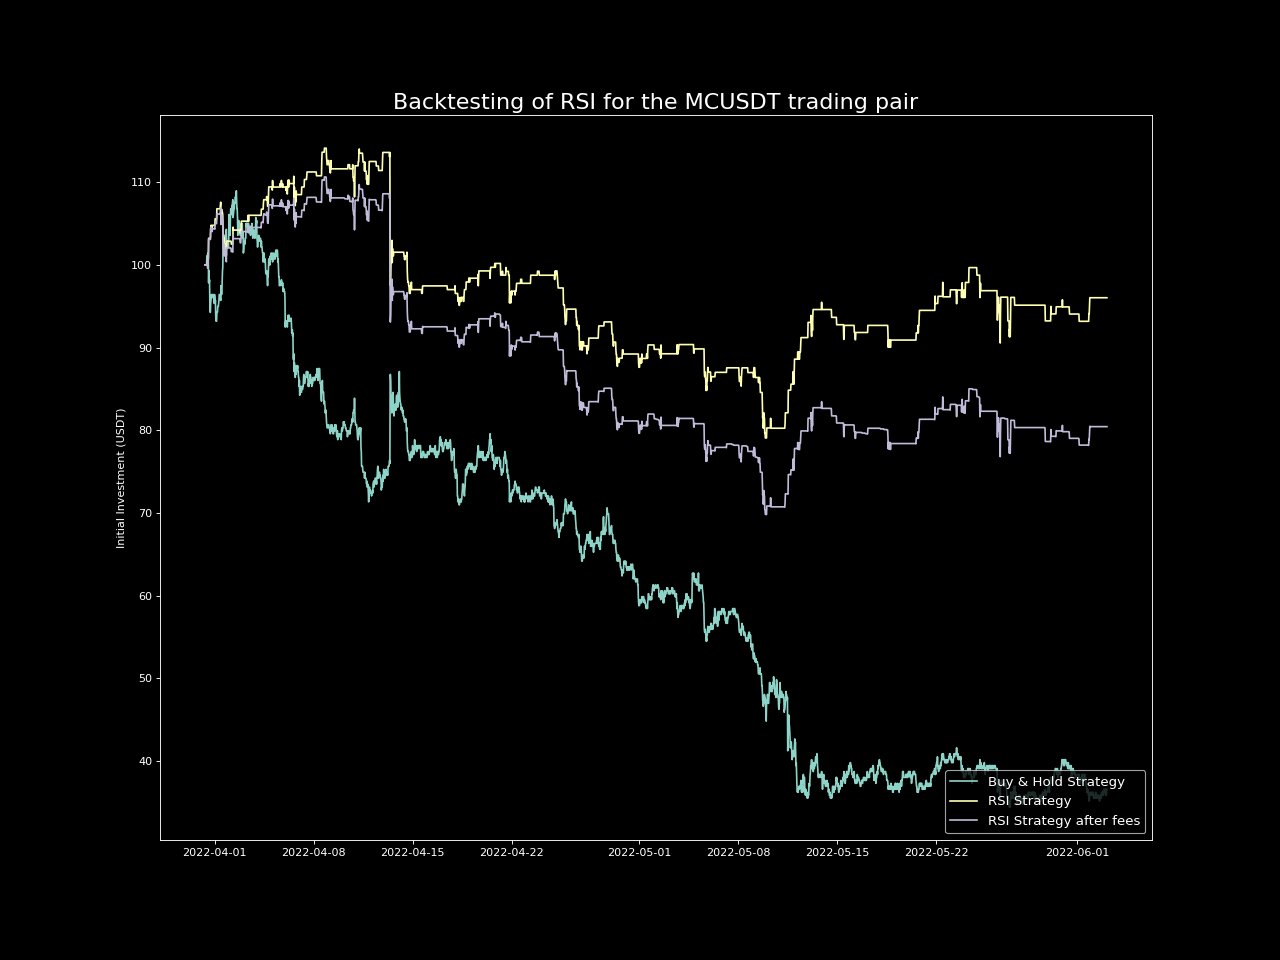 Backtesting of RSI for the MCUSDT trading pair
Initial Investment (USDT)
110
100
90
80
70
60
50
40
2022-04-01 2022-04-08 2022-04-15 2022-04-22 2022-05-01 2022-05-08 2022-05-15 2022-05-22 2022-06-01
Buy & Hold Strategy
RSI Strategy
RSI Strategy after fees